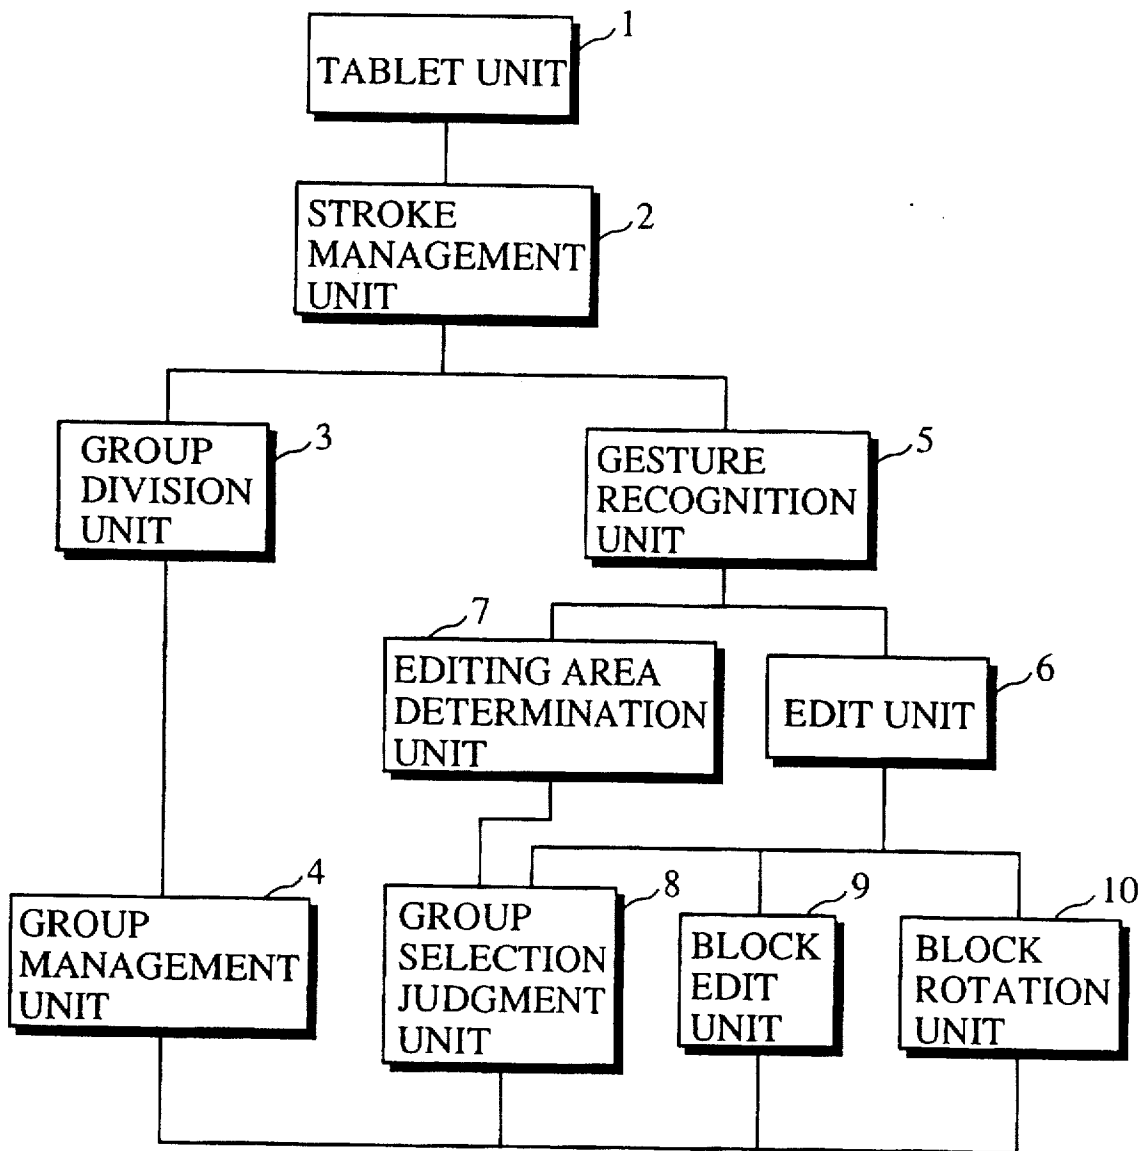 1
TABLET UNIT
2
STROKE
MANAGEMENT
UNIT
3
GROUP
DIVISION
UNIT
5
GESTURE
RECOGNITION
UNIT
7
EDITING AREA
DETERMINATION
UNIT
6
EDIT UNIT
4
GROUP
MANAGEMENT
UNIT
8
GROUP
SELECTION
JUDGMENT
UNIT
9
BLOCK
EDIT
UNIT
10
BLOCK
ROTATION
UNIT